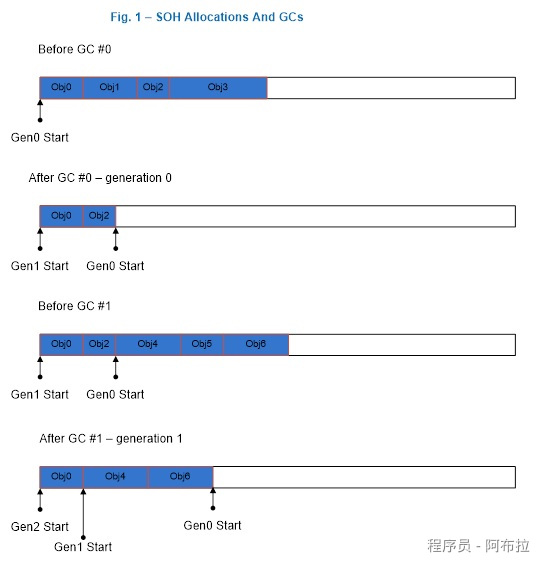 Fig. 1 – SOH Allocations And GCs
Before GC #0
Obj0 Obj1 Obj2 Obj3
Gen0 Start
After GC #0 – generation 0
Obj0 Obj2
Gen1 Start Gen0 Start
Before GC #1
Obj0 Obj2 Obj4 Obj5 Obj6
Gen1 Start Gen0 Start
After GC #1 – generation 1
Obj0 Obj4 Obj6
Gen2 Start Gen0 Start
Gen1 Start
程序员 - 阿布拉